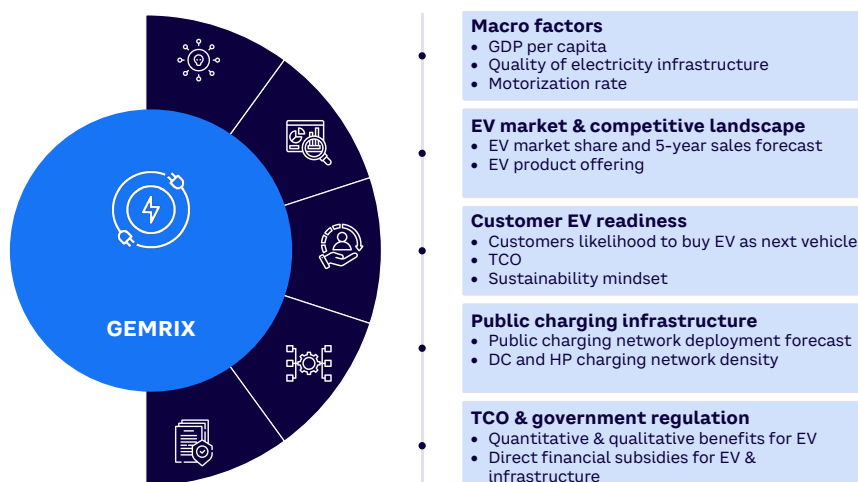 Macro factors
• GDP per capita
• Quality of electricity infrastructure
• Motorization rate
EV market & competitive landscape
• EV market share and 5-year sales forecast
• EV product offering
Customer EV readiness
• Customers likelihood to buy EV as next vehicle
• TCO
• Sustainability mindset
GEMRIX
Public charging infrastructure
• Public charging network deployment forecast
• DC and HP charging network density
TCO & government regulation
• Quantitative & qualitative benefits for EV
• Direct financial subsidies for EV &
infrastructure